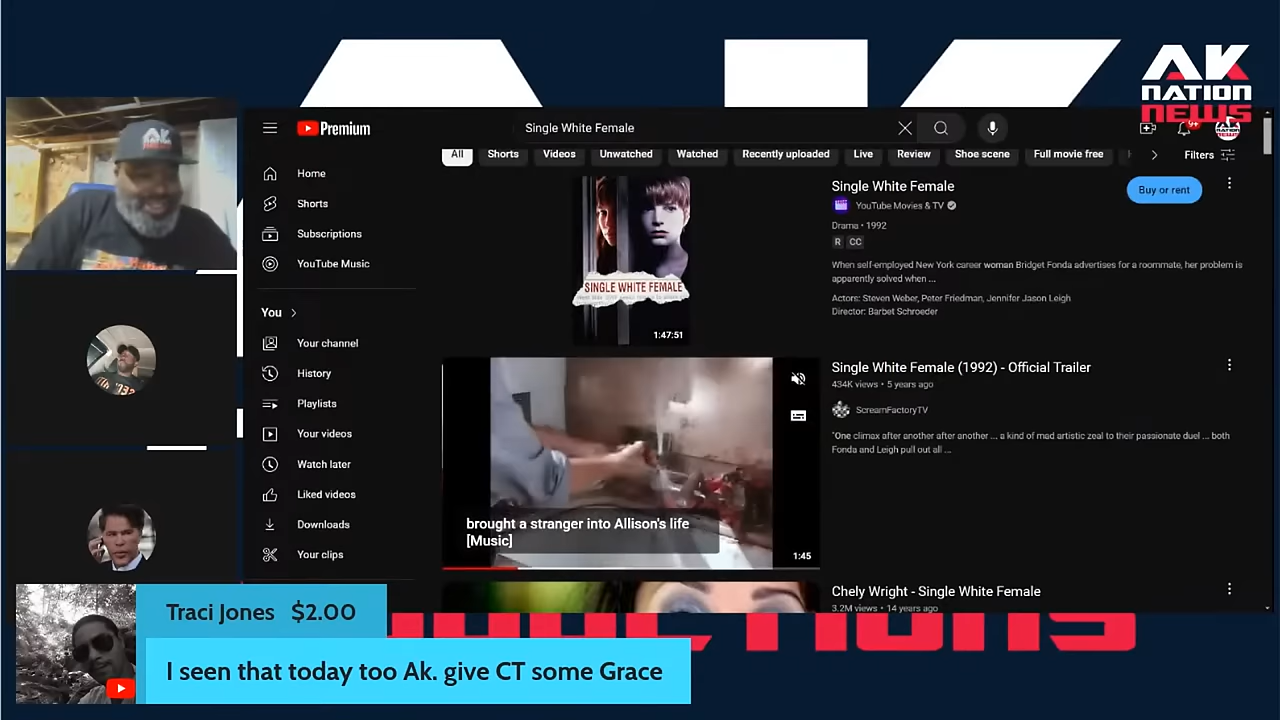 AK
NATION
NEWS
Premium
Single White Female
9+
All
Shorts
Videos
Unwatched
Watched
Recently uploaded
Live
Review
Shoe scene
Full movie free
Filters
Home
Shorts
Subscriptions
YouTube Music
You
Your channel
History
Playlists
Your videos
Watch later
Liked videos
Downloads
Your clips
SINGLE WHITE FEMALE
1:47:51
Single White Female
YouTube Movies & TV
Drama • 1992
R CC
When self-employed New York career woman Bridget Fonda advertises for a roommate, her problem is
apparently solved when ...
Actors: Steven Weber, Peter Friedman, Jennifer Jason Leigh
Director: Barbet Schroeder
Buy or rent
brought a stranger into Allison's life
[Music]
1:45
Single White Female (1992) - Official Trailer
434K views • 5 years ago
ScreamFactoryTV
"One climax after another after another ... a kind of mad artistic zeal to their passionate duel ... both
Fonda and Leigh pull out all ...
Chely Wright - Single White Female
3.2M views • 14 years ago
Traci Jones $2.00
I seen that today too Ak. give CT some Grace